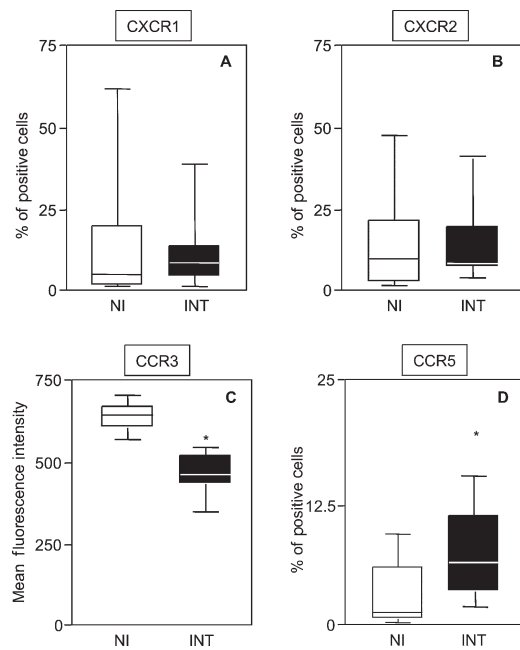 CXCR1
CXCR2
75
A
50
25
0
% of positive cells
NI
INT
75
B
50
25
0
% of positive cells
NI
INT
CCR3
CCR5
750
C
500
250
0
Mean fluorescence intensity
*
NI
INT
25
D
12.5
0
% of positive cells
*
NI
INT